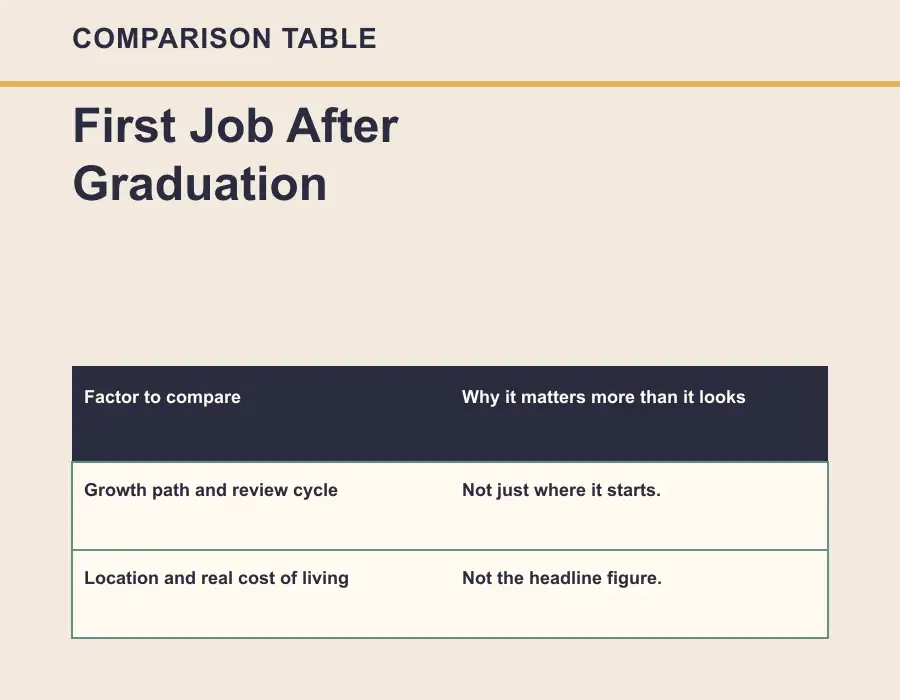 COMPARISON TABLE
First Job After
Graduation
Factor to compare
Why it matters more than it looks
Growth path and review cycle
Not just where it starts.
Location and real cost of living
Not the headline figure.